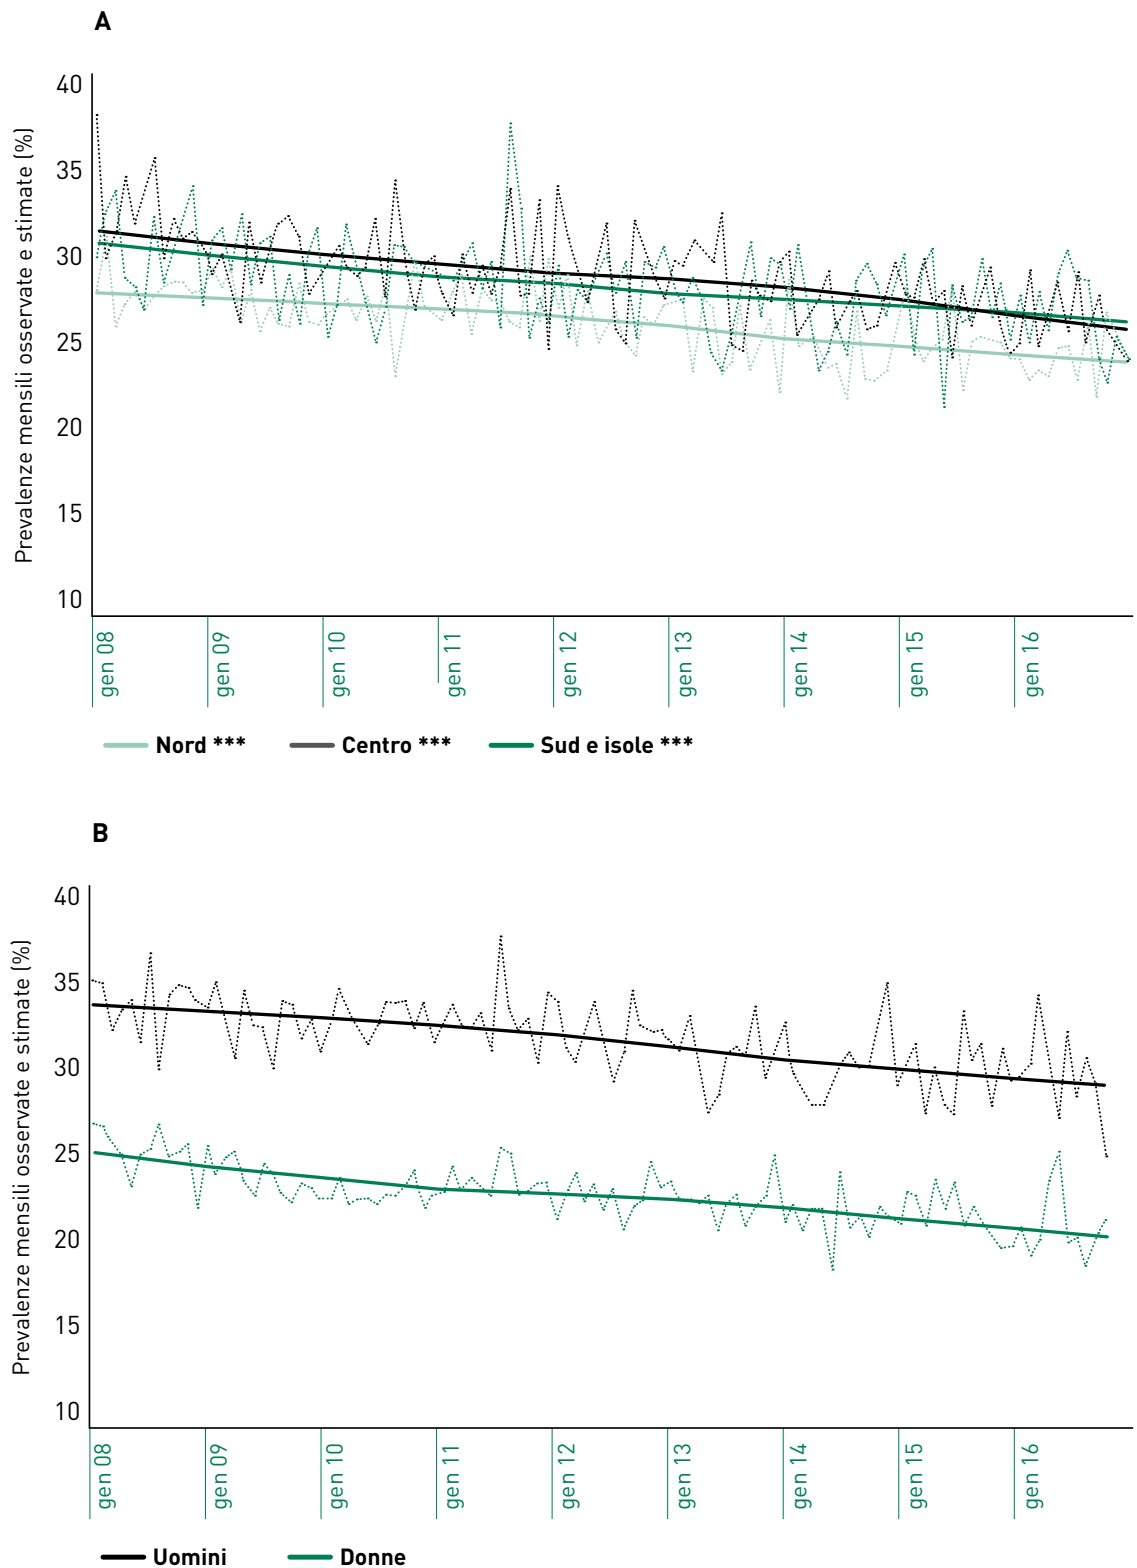 A
Prevalenze mensili osservate e stimate (%)
40
35
30
25
20
15
10
gen 08
gen 09
gen 10
gen 11
gen 12
gen 13
gen 14
gen 15
gen 16
Nord *** Centro *** Sud e isole ***
B
Prevalenze mensili osservate e stimate (%)
40
35
30
25
20
15
10
gen 08
gen 09
gen 10
gen 11
gen 12
gen 13
gen 14
gen 15
gen 16
Uomini Donne